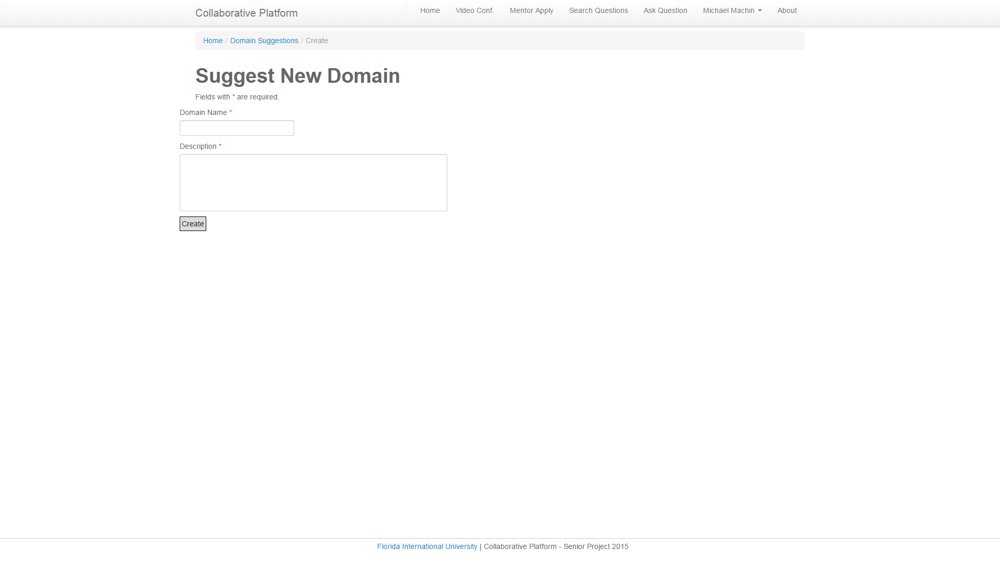 Collaborative Platform
Home Video Conf. Mentor Apply Search Questions Ask Question Michael Machin About
Home / Domain Suggestions / Create
Suggest New Domain
Fields with * are required.
Domain Name *
Description *
Create
Florida International University | Collaborative Platform - Senior Project 2015